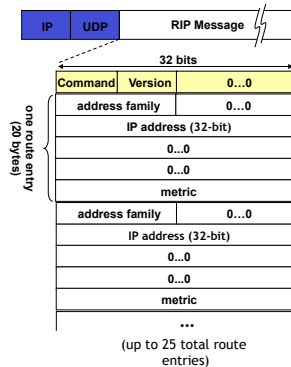 IP UDP RIP Message
32 bits
Command Version 0...0
address family 0...0
IP address (32-bit)
0...0
0...0
metric
one route entry
(20 bytes)
address family 0...0
IP address (32-bit)
0...0
0...0
metric
...
(up to 25 total route
entries)